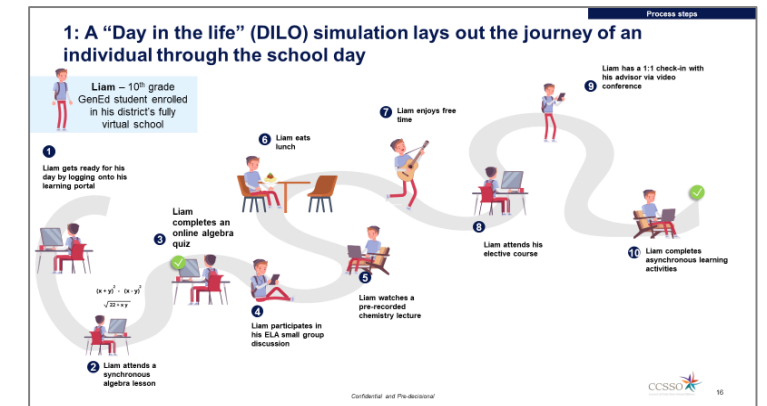 Process steps
1: A “Day in the life” (DILO) simulation lays out the journey of an
individual through the school day
Liam – 10th grade
GenEd student enrolled
in his district’s fully
virtual school
1
Liam gets ready for his
day by logging onto his
learning portal
(x + y)2 - (x - y)2
√22 + x y
2
Liam attends a
synchronous
algebra lesson
3
Liam
completes an
online algebra
quiz
4
Liam participates in
his ELA small group
discussion
5
Liam watches a
pre-recorded
chemistry lecture
6
Liam eats
lunch
7
Liam enjoys free
time
8
Liam attends his
elective course
9
Liam has a 1:1 check-in with
his advisor via video
conference
10
Liam completes
asynchronous learning
activities
Confidential and Pre-decisional
CCSSO
16